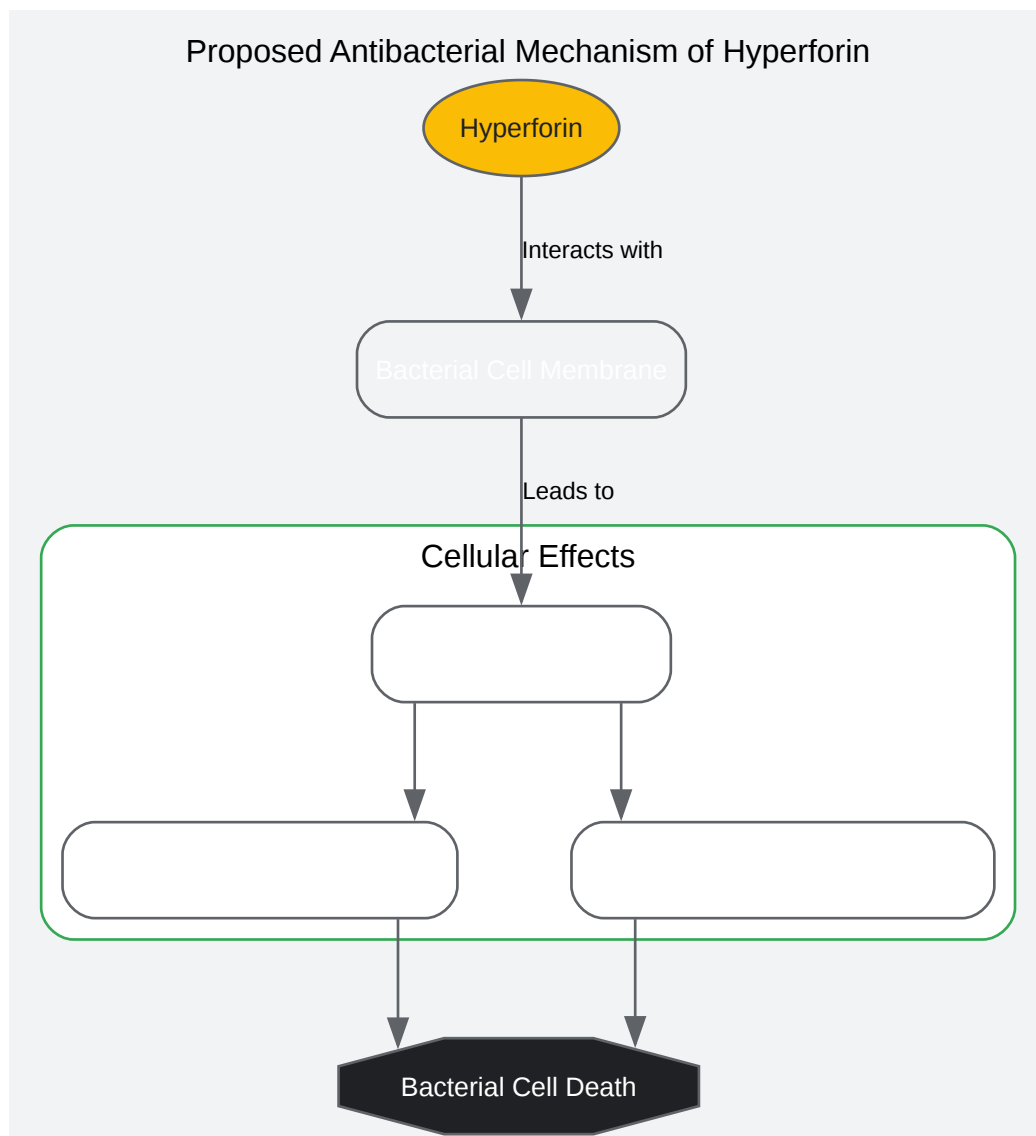 Proposed Antibacterial Mechanism of Hyperforin
Hyperforin
Interacts with
Bacterial Cell Membrane
Leads to
Cellular Effects
Bacterial Cell Death